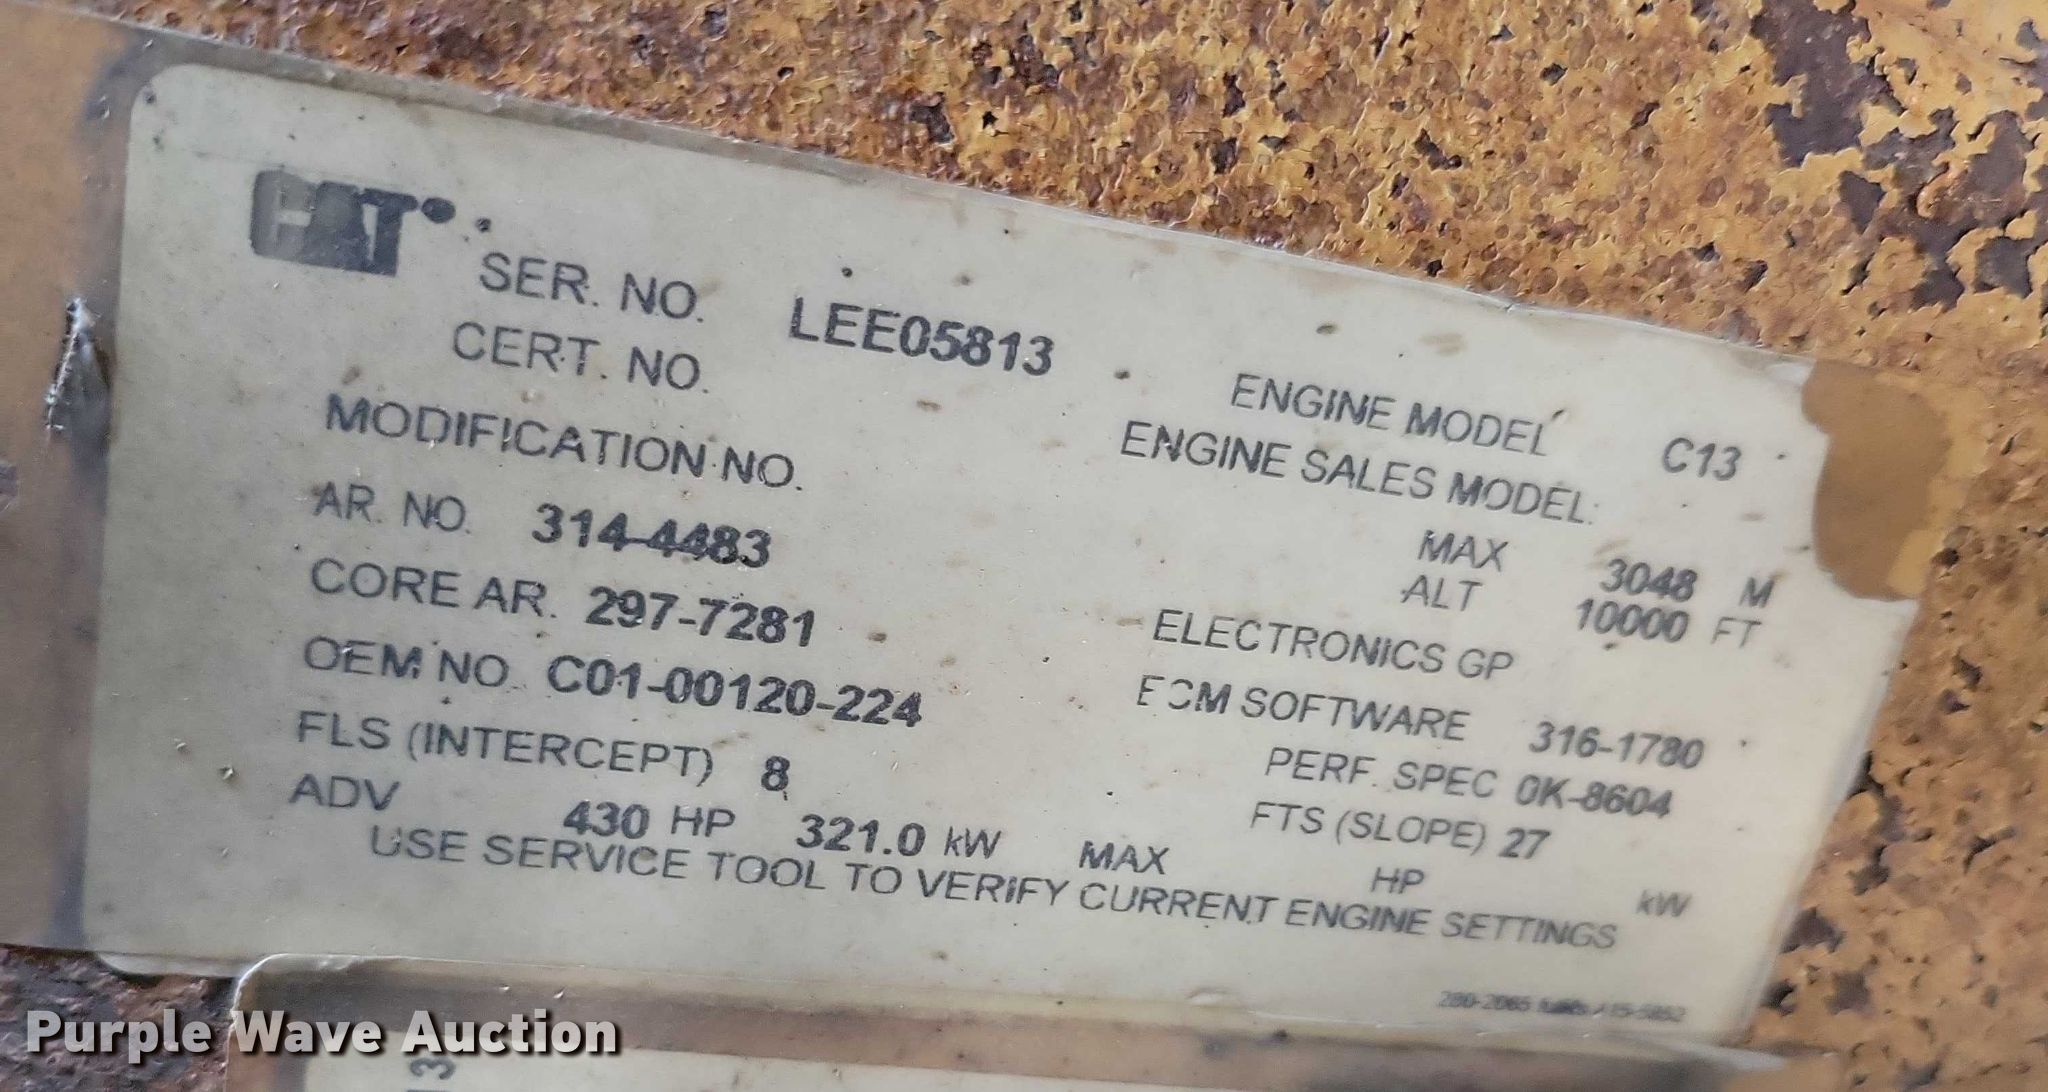 CAT
SER. NO. LEE05813
CERT. NO.
MODIFICATION NO.
AR. NO. 314-4483
CORE AR. 297-7281
OEM NO. C01-00120-224
FLS (INTERCEPT) 8
ADV 430 HP 321.0 kW MAX HP kW
ENGINE MODEL C13
ENGINE SALES MODEL:
MAX 3048 M
ALT 10000 FT
ELECTRONICS GP
ECM SOFTWARE 316-1780
PERF. SPEC 0K-8604
FTS (SLOPE) 27
USE SERVICE TOOL TO VERIFY CURRENT ENGINE SETTINGS
Purple Wave Auction